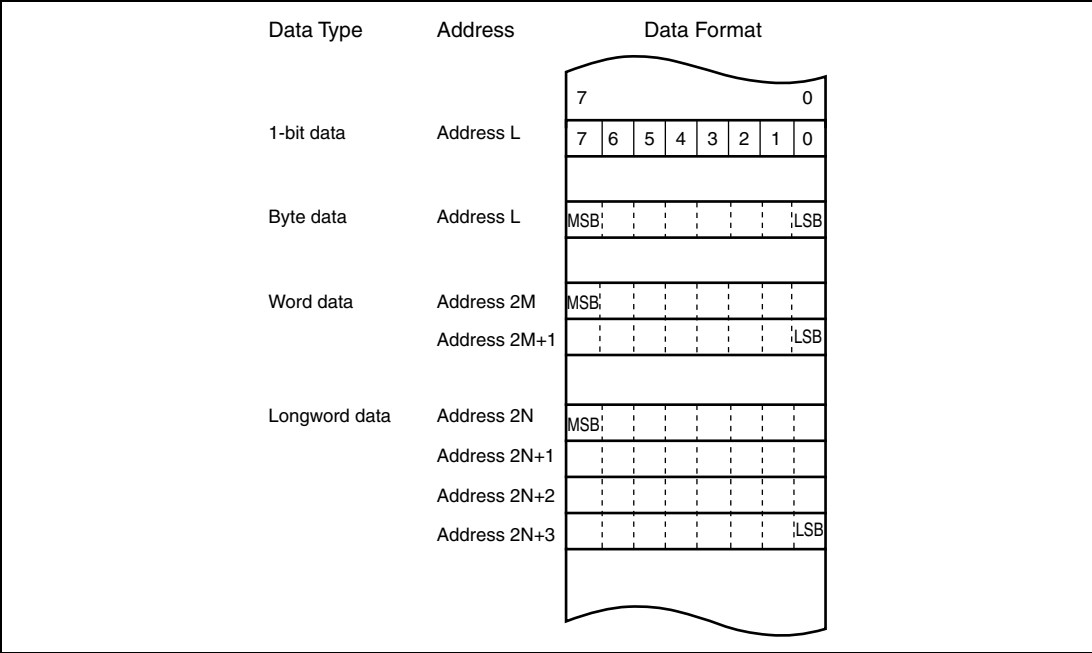 Data Type Address Data Format
7 0
1-bit data Address L 7 6 5 4 3 2 1 0
Byte data Address L MSB LSB
Word data Address 2M MSB
Address 2M+1 LSB
Longword data Address 2N MSB
Address 2N+1
Address 2N+2
Address 2N+3 LSB